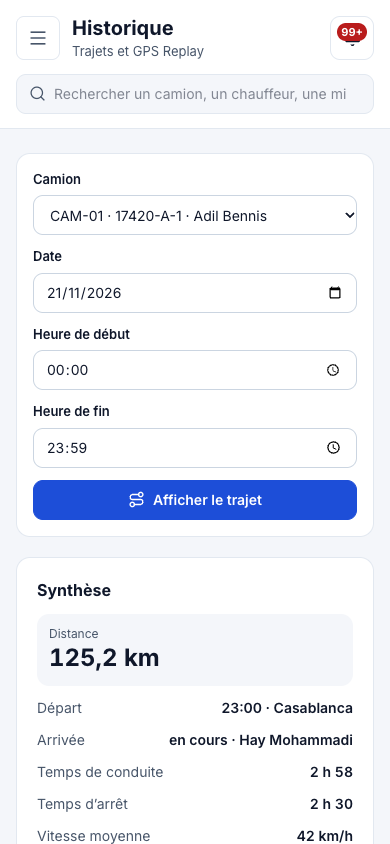 Historique
Trajets et GPS Replay
99+
Rechercher un camion, un chauffeur, une mi
Camion
CAM-01 · 17420-A-1 · Adil Bennis
Date
21/11/2026
Heure de début
00:00
Heure de fin
23:59
Afficher le trajet
Synthèse
Distance
125,2 km
Départ 23:00 · Casablanca
Arrivée en cours · Hay Mohammadi
Temps de conduite 2 h 58
Temps d’arrêt 2 h 30
Vitesse moyenne 42 km/h